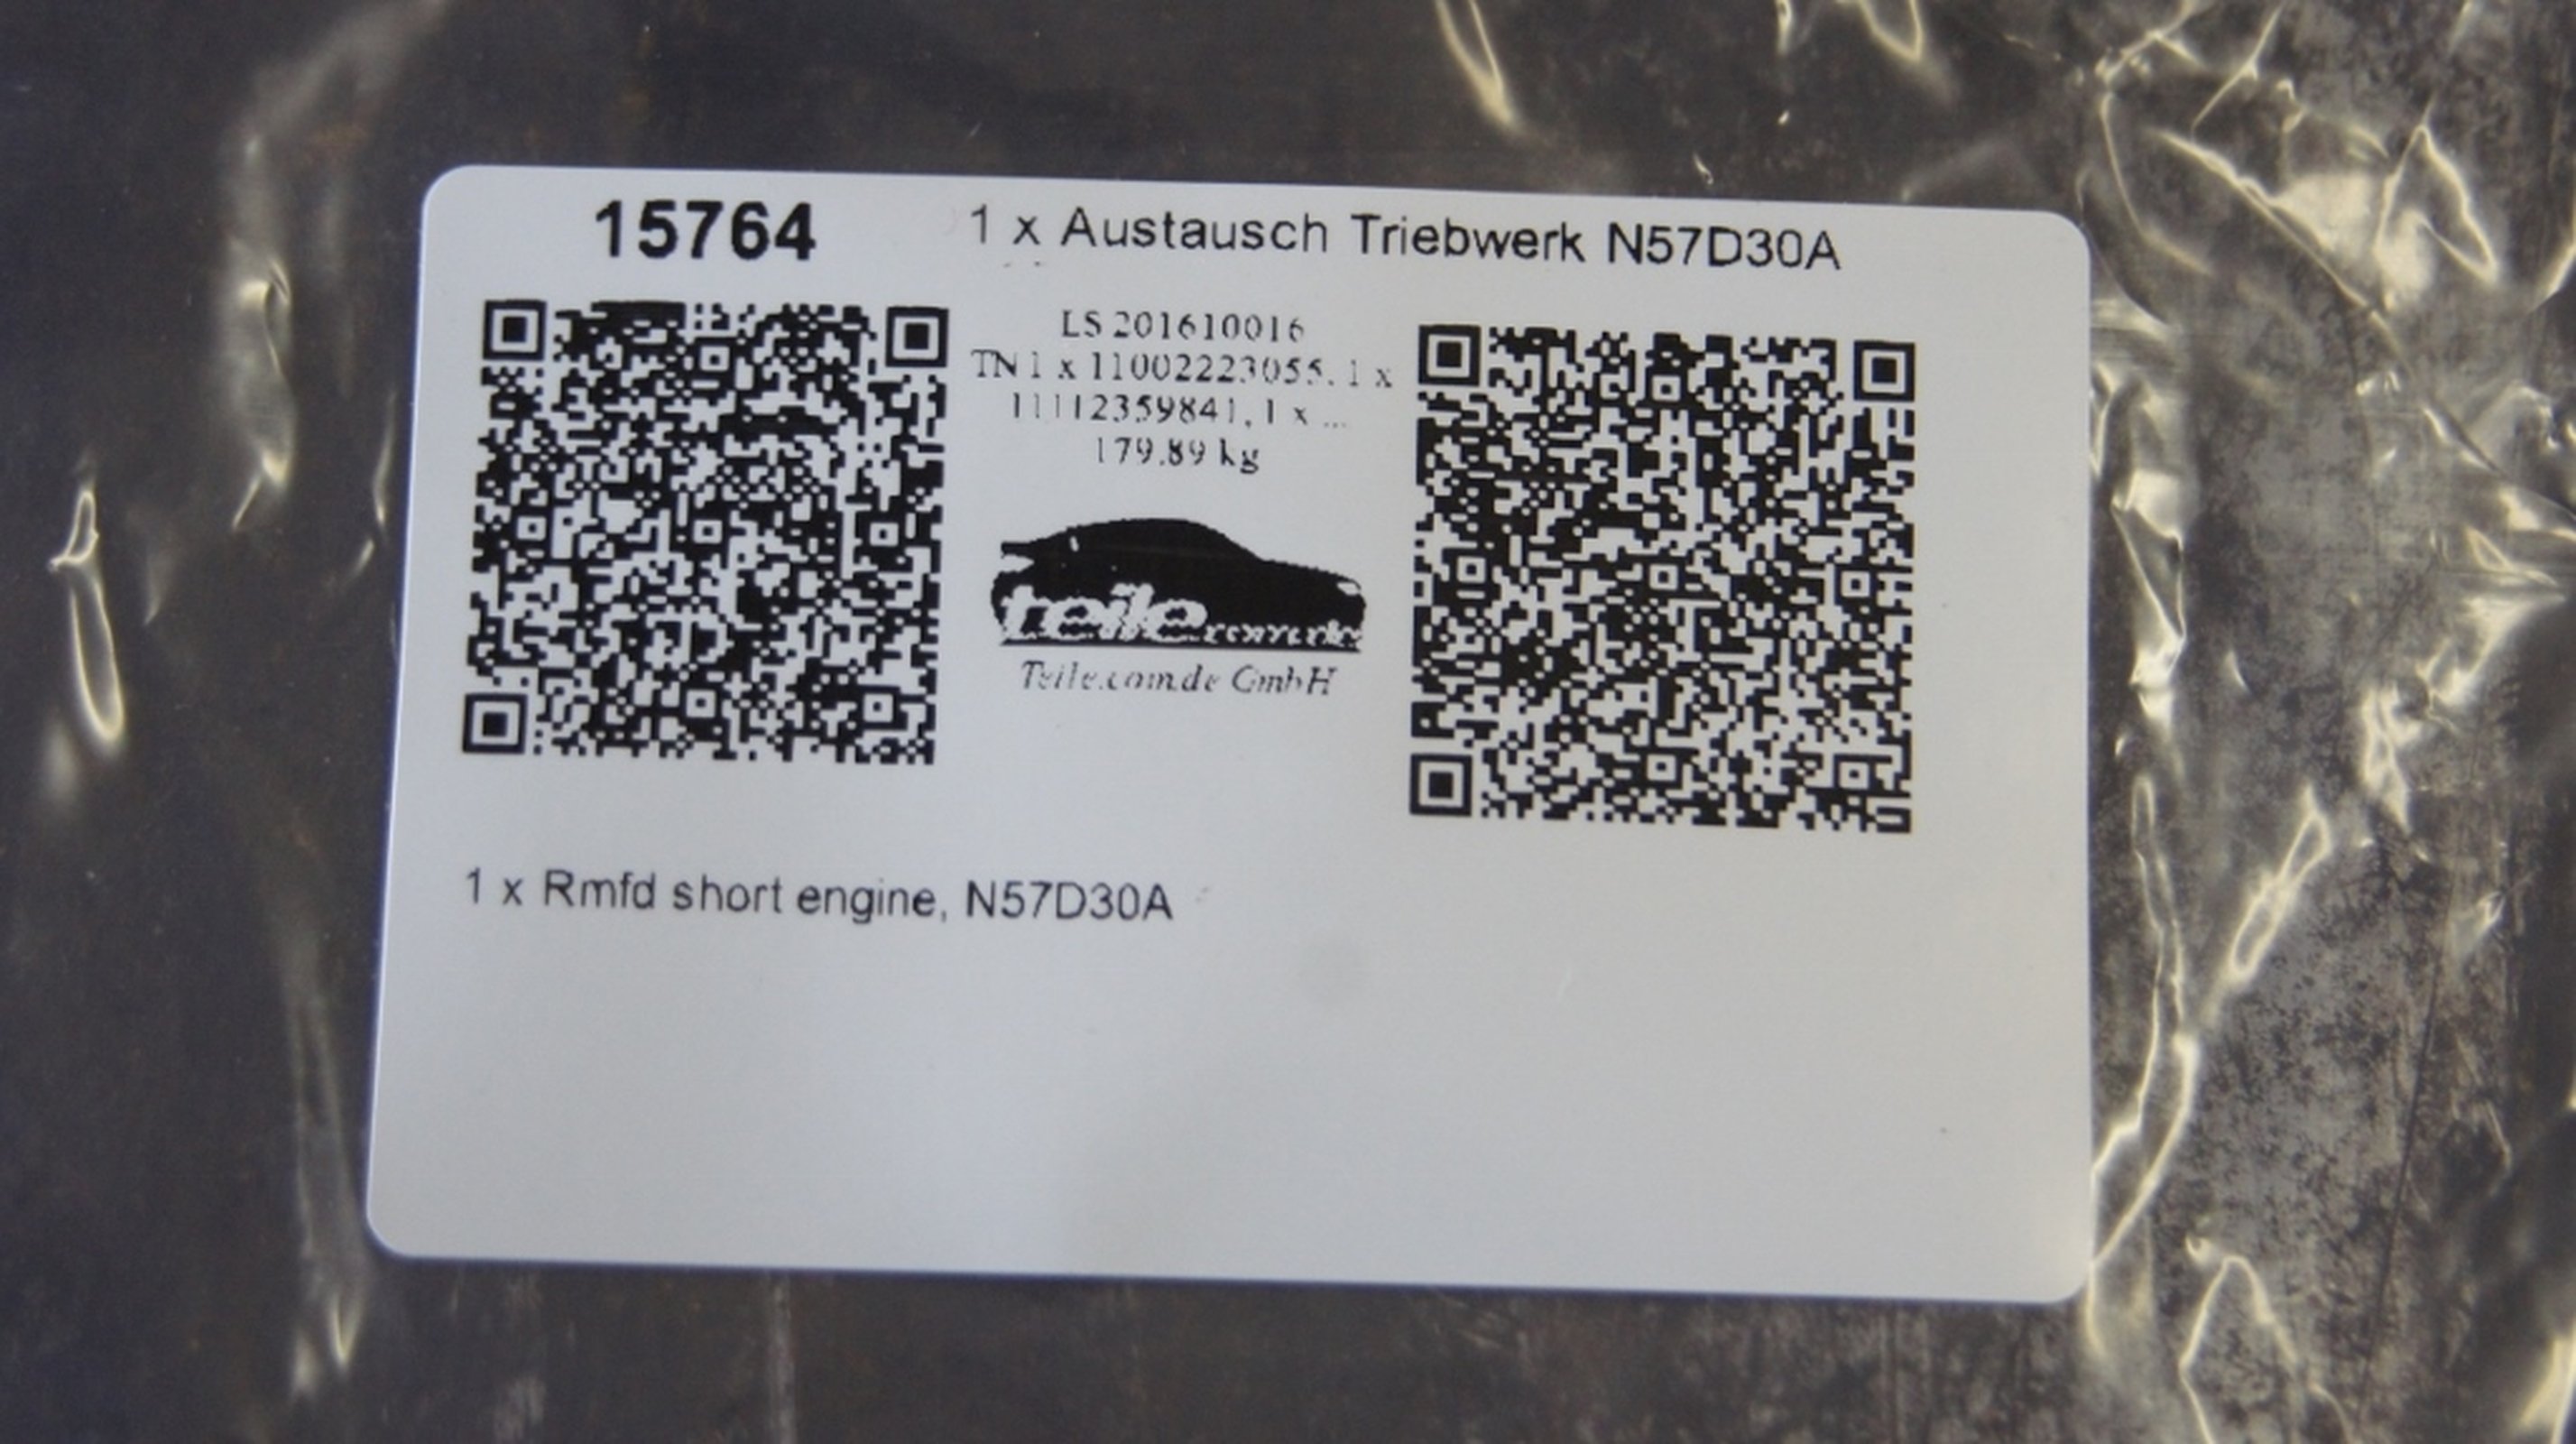 15764
1 x Austausch Triebwerk N57D30A
LS 201610016
TN 1 x 11002223055, 1 x
11112359841, 1 x ...
179.89 kg
teile
Teile.com.de GmbH
1 x Rmfd short engine, N57D30A